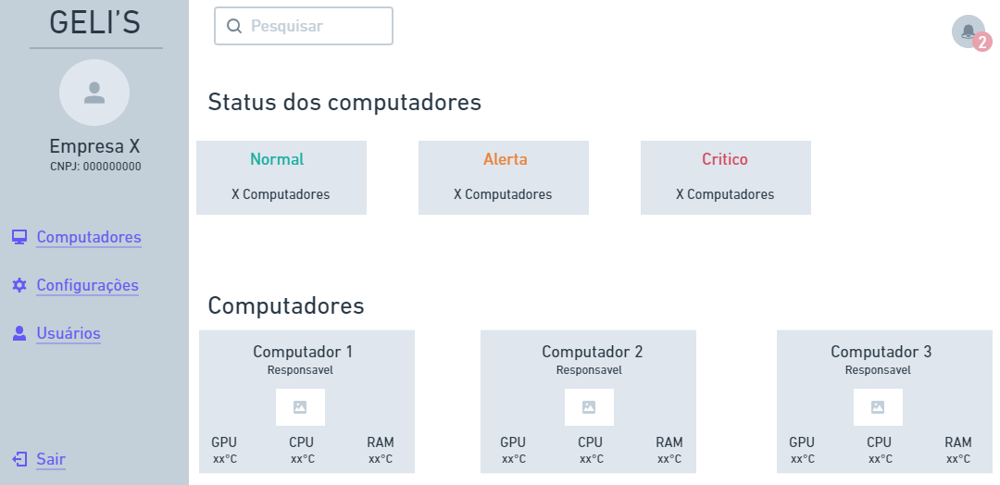 GELI'S
Empresa X
CNPJ: 000000000
Computadores
Configurações
Usuários
Sair
Pesquisar
2
Status dos computadores
Normal
X Computadores
Alerta
X Computadores
Critico
X Computadores
Computadores
Computador 1
Responsavel
GPU CPU RAM
xx°C xx°C xx°C
Computador 2
Responsavel
GPU CPU RAM
xx°C xx°C xx°C
Computador 3
Responsavel
GPU CPU RAM
xx°C xx°C xx°C